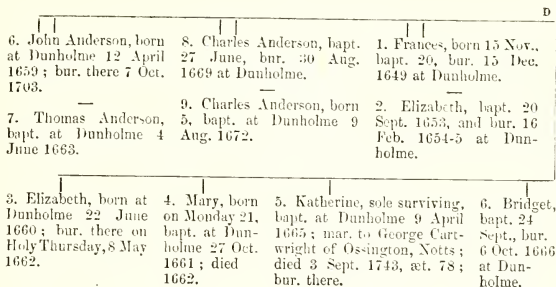 D
6. John Anderson, born
at Dunholme 12 April
1659 ; bur. there 7 Oct.
1703.
—
7. Thomas Anderson,
bapt. at Dunholme 4
June 1663.
8. Charles Anderson, bapt.
27 June, bur. 30 Aug.
1669 at Dunholme.
—
9. Charles Anderson, born
5, bapt. at Dunholme 9
Aug. 1672.
1. Frances, born 15 Nov.,
bapt. 20, bur. 15 Dec.
1649 at Dunholme.
—
2. Elizabeth, bapt. 20
Sept. 1653, and bur. 16
Feb. 1654-5 at Dun-
holme.
3. Elizabeth, born at
Dunholme 22 June
1660 ; bur. there on
Holy Thursday, 8 May
1662.
4. Mary, born
on Monday 21,
bapt. at Dun-
holme 27 Oct.
1661 ; died
1662.
5. Katherine, sole surviving,
bapt. at Dunholme 9 April
1665 ; mar. to George Cart-
wright of Ossington, Notts ;
died 3 Sept. 1743, æt. 78 ;
bur. there.
6. Bridget,
bapt. 24
Sept., bur.
6 Oct. 1666
at Dun-
holme.